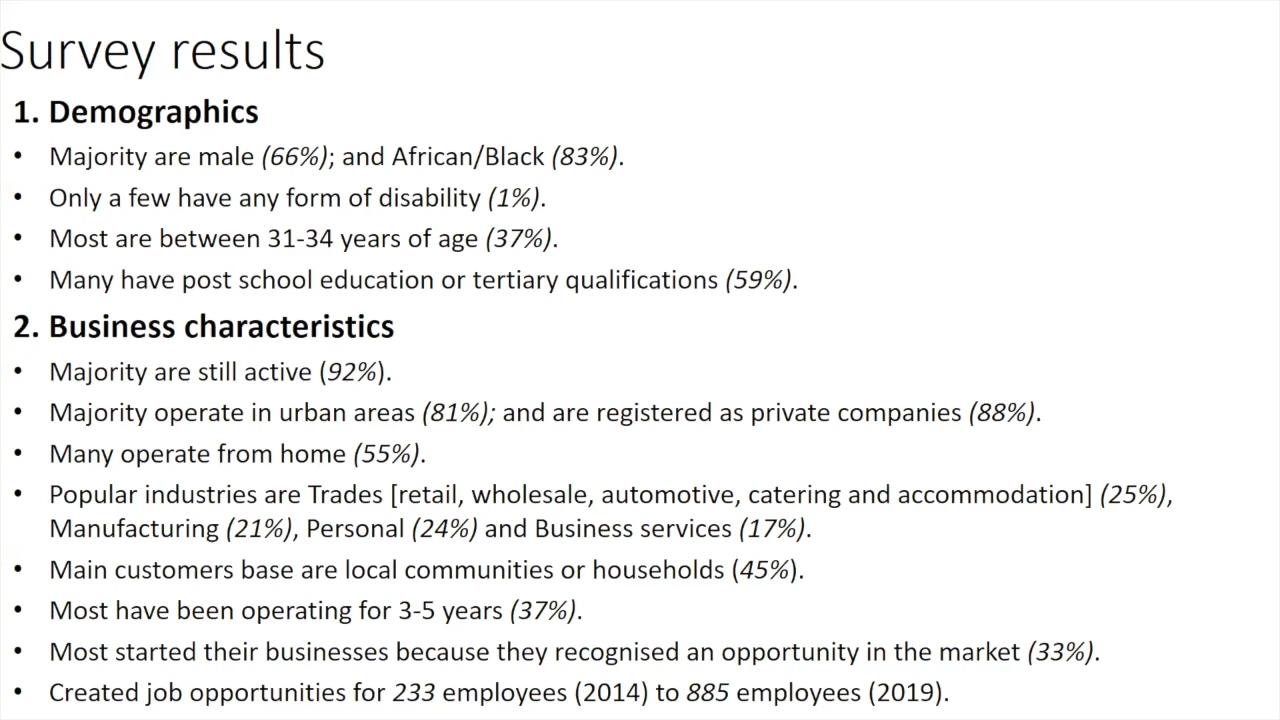 Survey results
1. Demographics
• Majority are male (66%); and African/Black (83%).
• Only a few have any form of disability (1%).
• Most are between 31-34 years of age (37%).
• Many have post school education or tertiary qualifications (59%).
2. Business characteristics
• Majority are still active (92%).
• Majority operate in urban areas (81%); and are registered as private companies (88%).
• Many operate from home (55%).
• Popular industries are Trades [retail, wholesale, automotive, catering and accommodation] (25%),
Manufacturing (21%), Personal (24%) and Business services (17%).
• Main customers base are local communities or households (45%).
• Most have been operating for 3-5 years (37%).
• Most started their businesses because they recognised an opportunity in the market (33%).
• Created job opportunities for 233 employees (2014) to 885 employees (2019).